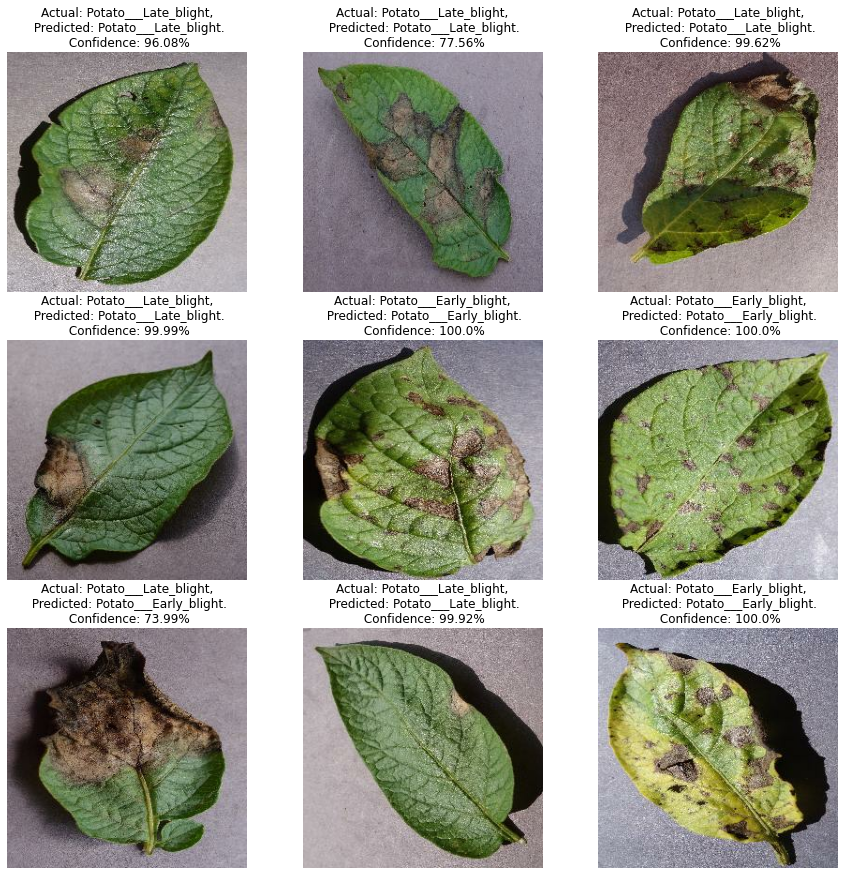 Actual: Potato___Late_blight,
Predicted: Potato___Late_blight.
Confidence: 96.08%
Actual: Potato___Late_blight,
Predicted: Potato___Late_blight.
Confidence: 77.56%
Actual: Potato___Late_blight,
Predicted: Potato___Late_blight.
Confidence: 99.62%
Actual: Potato___Late_blight,
Predicted: Potato___Late_blight.
Confidence: 99.99%
Actual: Potato___Early_blight,
Predicted: Potato___Early_blight.
Confidence: 100.0%
Actual: Potato___Early_blight,
Predicted: Potato___Early_blight.
Confidence: 100.0%
Actual: Potato___Late_blight,
Predicted: Potato___Early_blight.
Confidence: 73.99%
Actual: Potato___Late_blight,
Predicted: Potato___Late_blight.
Confidence: 99.92%
Actual: Potato___Early_blight,
Predicted: Potato___Early_blight.
Confidence: 100.0%